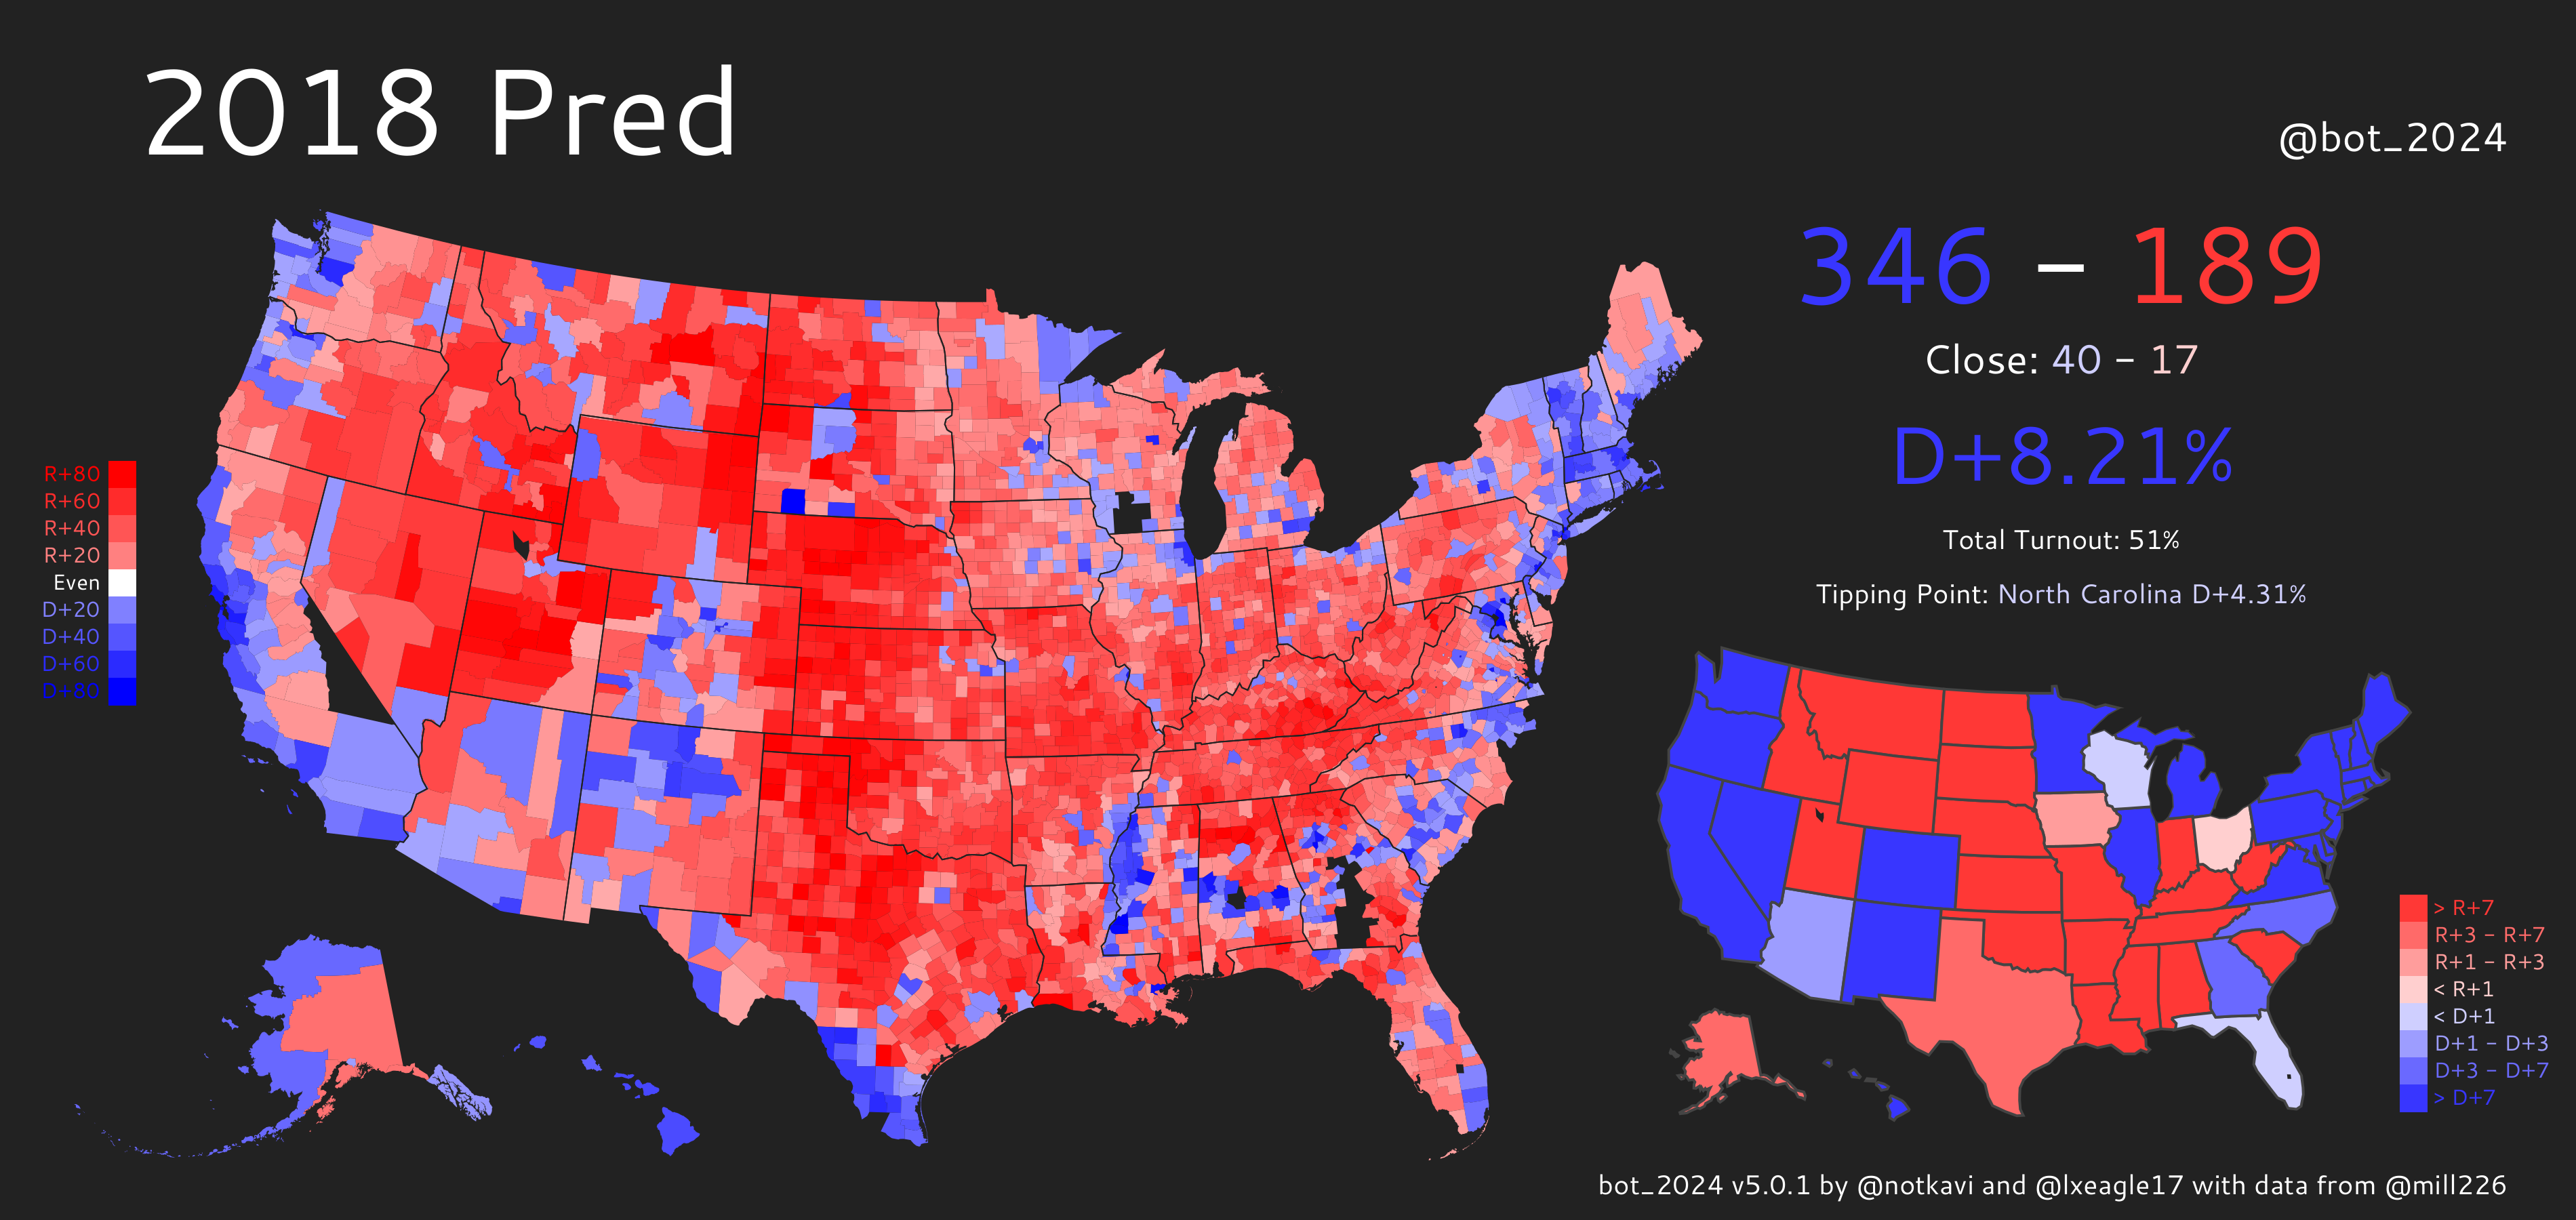 2018 Pred
@bot_2024
346 – 189
Close: 40 – 17
D+8.21%
Total Turnout: 51%
Tipping Point: North Carolina D+4.31%
R+80
R+60
R+40
R+20
Even
D+20
D+40
D+60
D+80
> R+7
R+3 – R+7
R+1 – R+3
< R+1
< D+1
D+1 – D+3
D+3 – D+7
> D+7
bot_2024 v5.0.1 by @notkavi and @lxeagle17 with data from @mill226